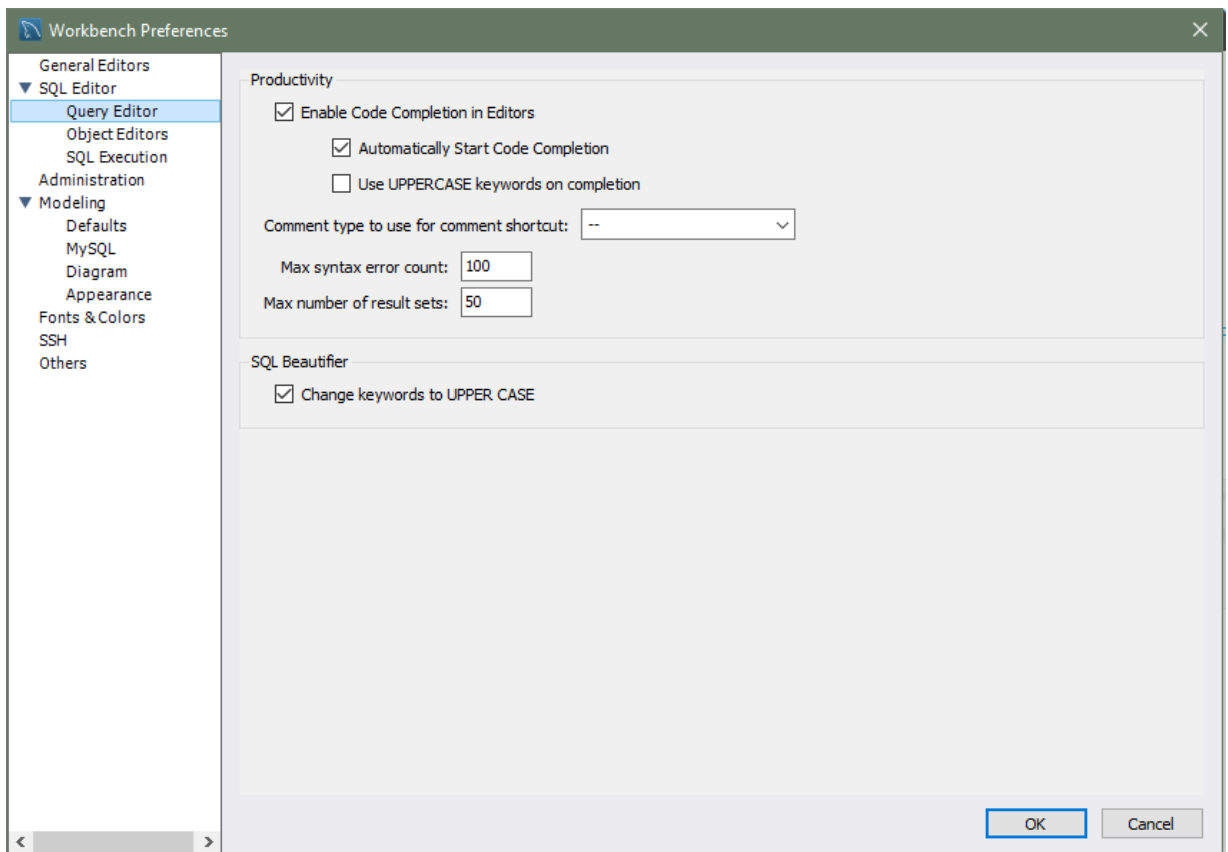 Workbench Preferences
General Editors
SQL Editor
Query Editor
Object Editors
SQL Execution
Administration
Modeling
Defaults
MySQL
Diagram
Appearance
Fonts & Colors
SSH
Others
Productivity
Enable Code Completion in Editors
Automatically Start Code Completion
Use UPPERCASE keywords on completion
Comment type to use for comment shortcut: --
Max syntax error count: 100
Max number of result sets: 50
SQL Beautifier
Change keywords to UPPER CASE
OK Cancel